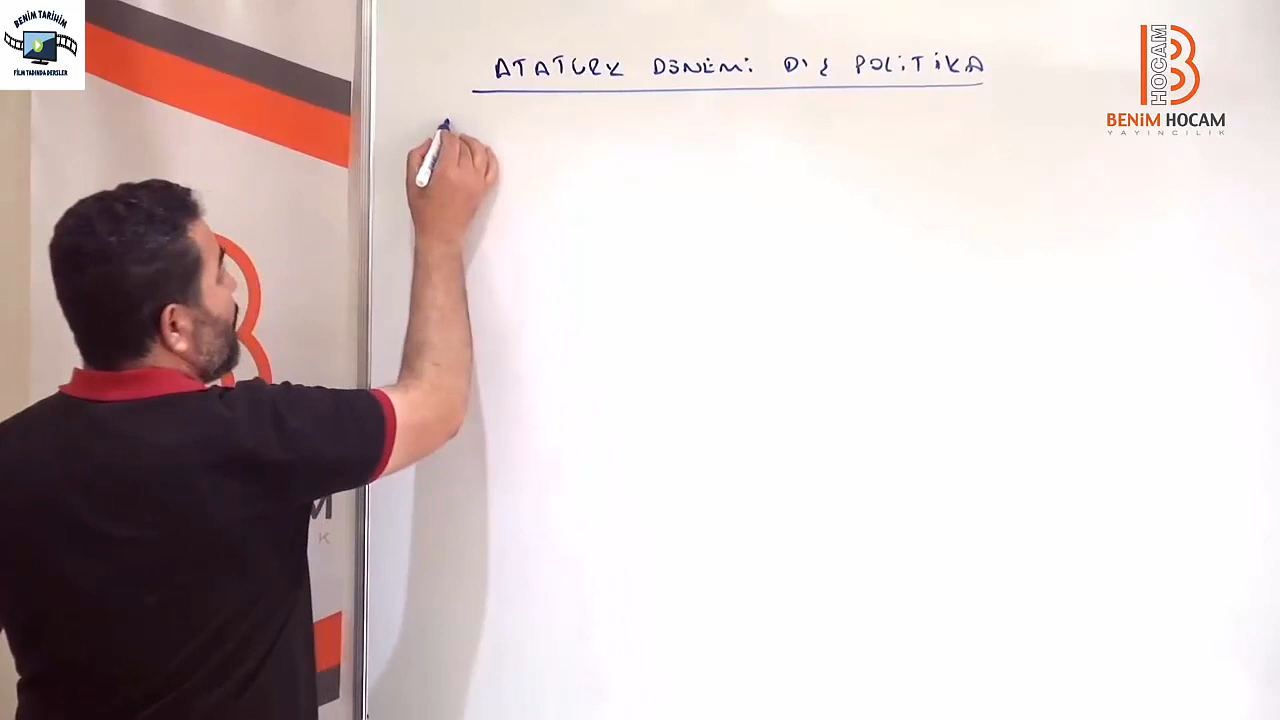 BENİM TARİHİM
FİLM TADINDA DERSLER
ATATÜRK DÖNEMİ DIŞ POLİTİKA
HOCAM
BENİM HOCAM
YAYINCILIK